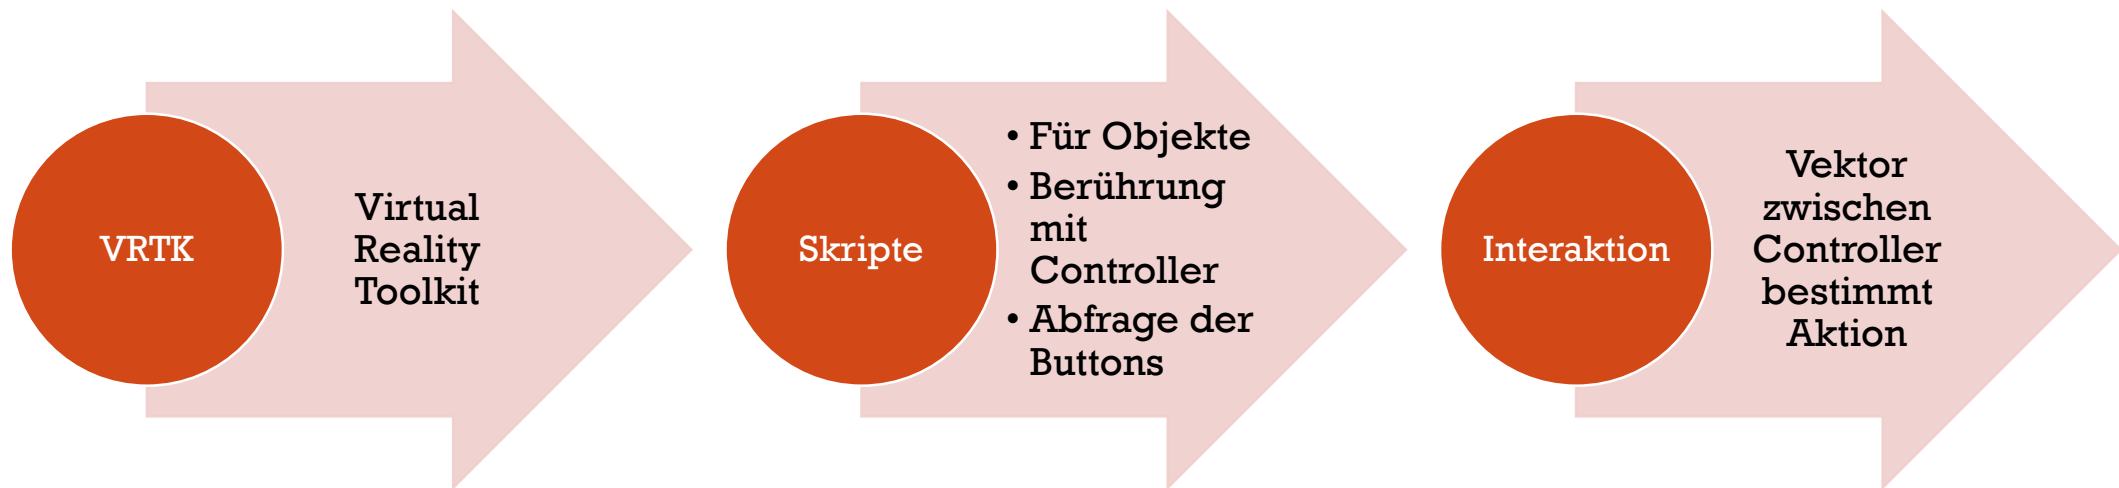 VRTK
Virtual
Reality
Toolkit
Skripte
• Für Objekte
• Berührung
mit
Controller
• Abfrage der
Buttons
Interaktion
Vektor
zwischen
Controller
bestimmt
Aktion